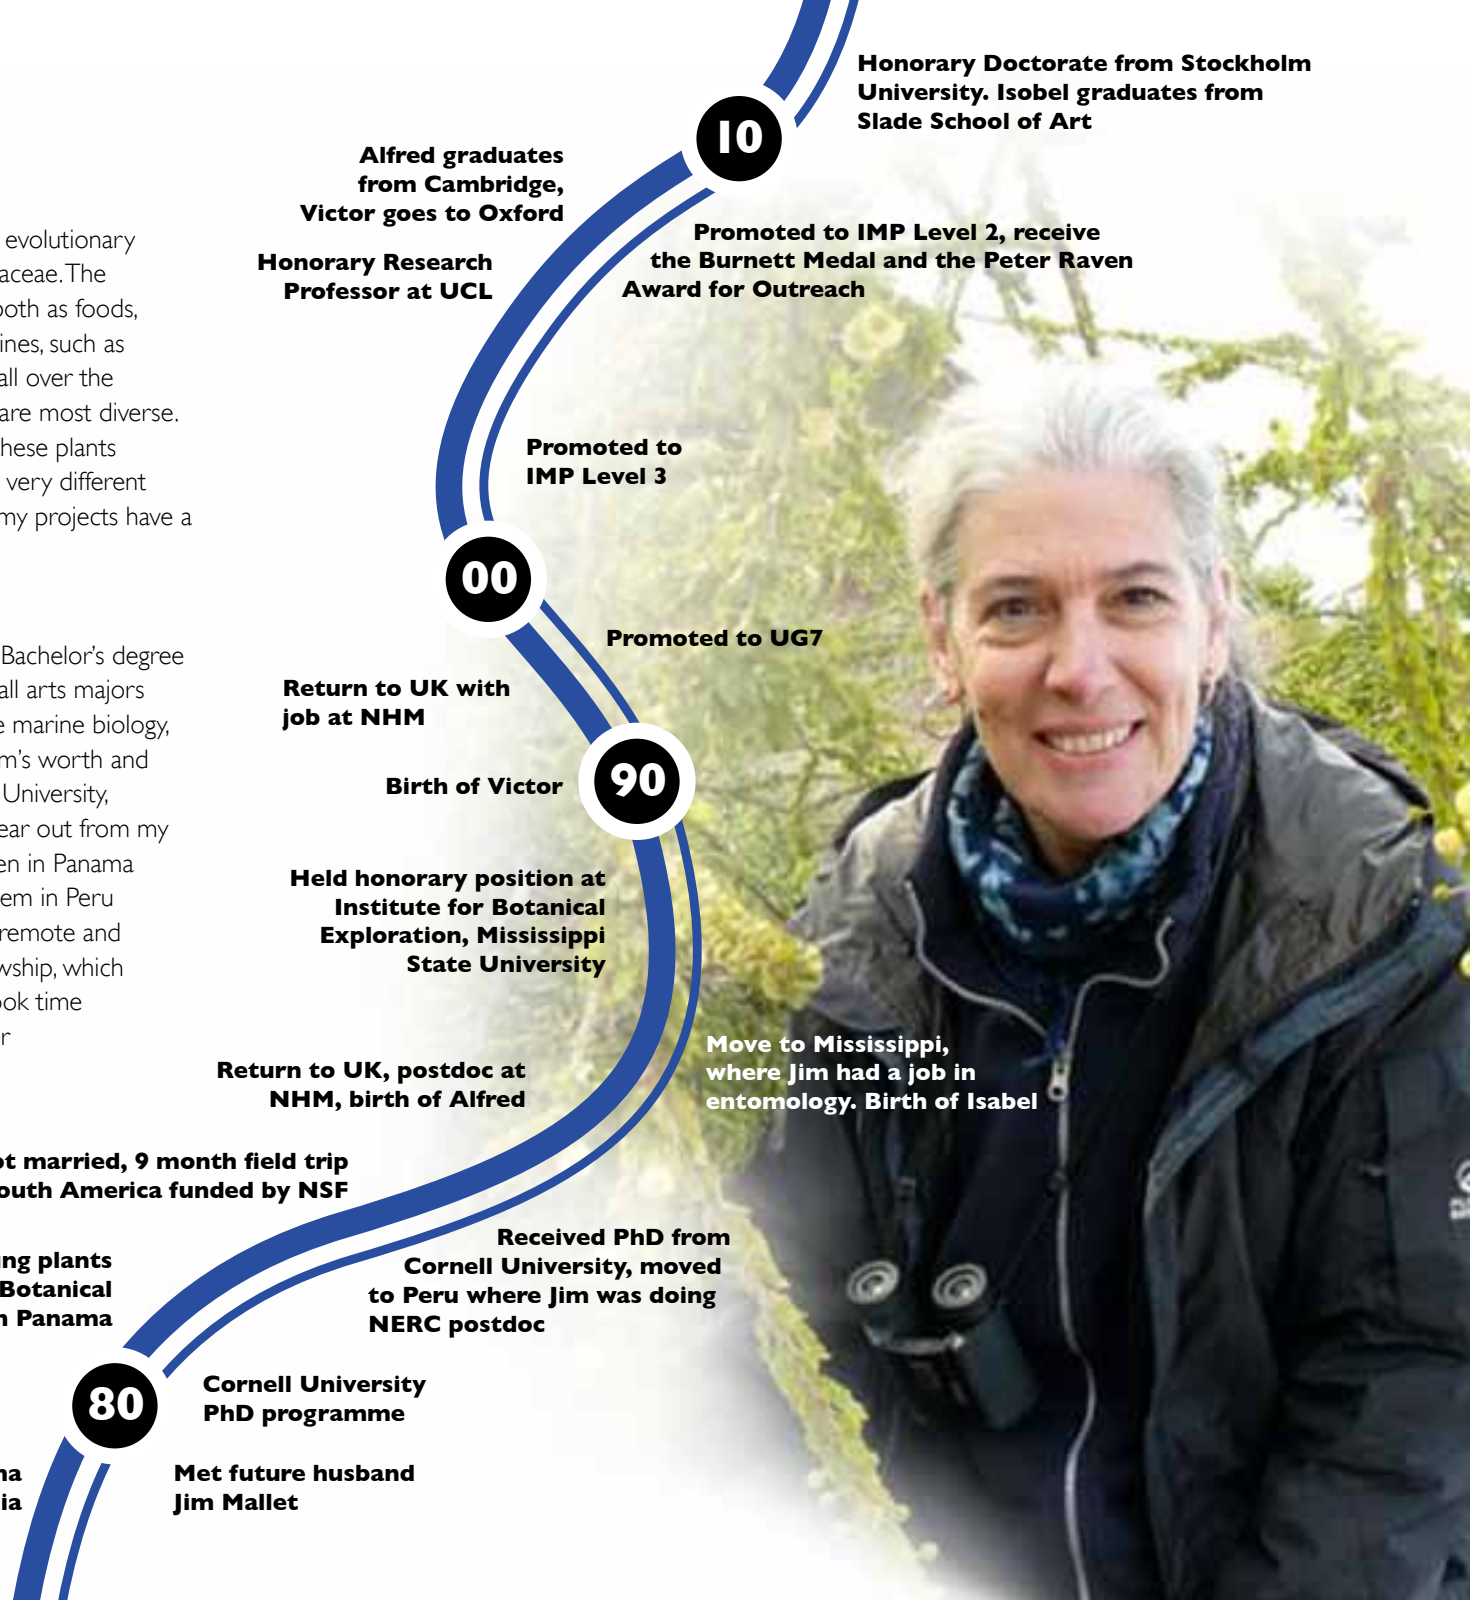 Honorary Doctorate from Stockholm
University. Isobel graduates from
Slade School of Art
10
Alfred graduates
from Cambridge,
Victor goes to Oxford
Promoted to IMP Level 2, receive
the Burnett Medal and the Peter Raven
Award for Outreach
Honorary Research
Professor at UCL
evolutionary
aceae. The
both as foods,
ines, such as
all over the
are most diverse.
hese plants
very different
my projects have a
Promoted to
IMP Level 3
00
Promoted to UG7
Return to UK with
job at NHM
Birth of Victor
90
Bachelor's degree
all arts majors
e marine biology,
m's worth and
University,
ear out from my
en in Panama
em in Peru
remote and
wship, which
ook time
r
Held honorary position at
Institute for Botanical
Exploration, Mississippi
State University
Move to Mississippi,
where Jim had a job in
entomology. Birth of Isabel
Return to UK, postdoc at
NHM, birth of Alfred
ot married, 9 month field trip
outh America funded by NSF
Received PhD from
Cornell University, moved
to Peru where Jim was doing
NERC postdoc
ing plants
Botanical
n Panama
80
Cornell University
PhD programme
Met future husband
Jim Mallet
na
ia